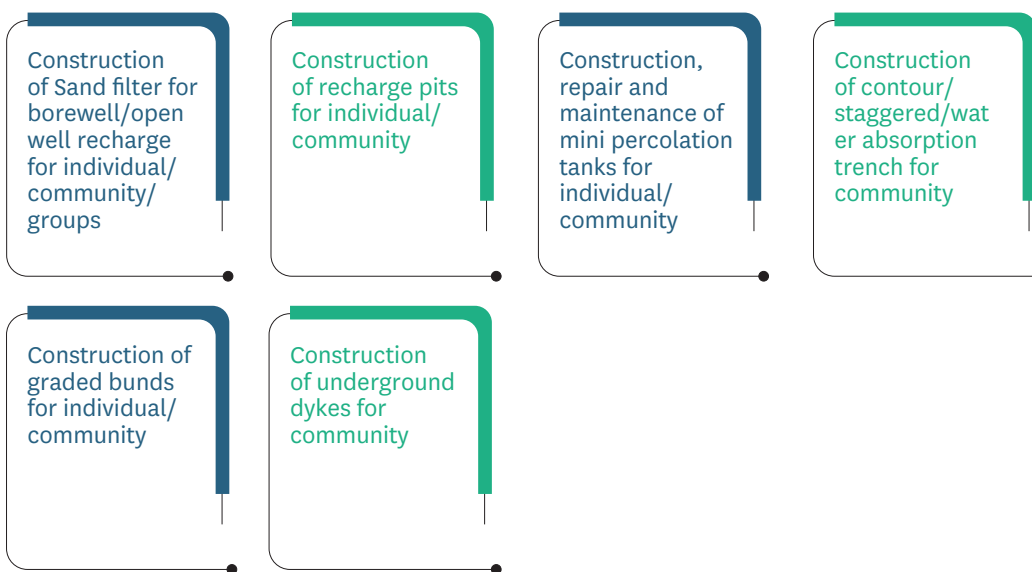 Construction
of Sand filter for
borewell/open
well recharge
for individual/
community/
groups
Construction
of recharge pits
for individual/
community
Construction,
repair and
maintenance of
mini percolation
tanks for
individual/
community
Construction
of contour/
staggered/wat
er absorption
trench for
community
Construction of
graded bunds
for individual/
community
Construction
of underground
dykes for
community